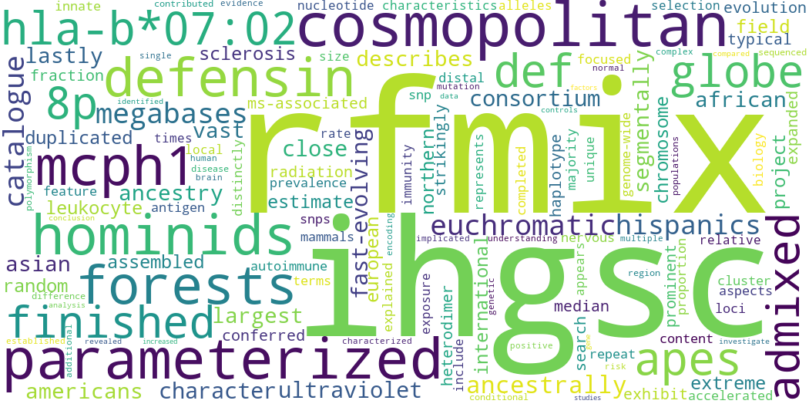 innate
contributed
evidence
nucleotide
characteristics
alleles
selection
evolution
hla-b*07:02
cosmopolitan
field
complex
compared
sequenced
lastly
sclerosis
size
describes
single
focused
typical
normal
fraction
defensin
distal
def
globe
catalogue
8p
identified
ms-associated
snp
mutation
data
consortium
factors
african
megabases
rfmix
controls
duplicated
times
vast
rate
close
strikingly
northern
segmentally
genome-wide
chromosome
populations
expanded
project
biology
polymorphism
mcph1
local
human
disease
brain
distinctly
radiation
prevalence
fast-evolving
immunity
represents
completed
haplotype
majority
unique
feature
ancestry
leukocyte
antigen
estimate
conclusion
snps
mammals
european
encoding
euchromatic
hispanics
hominids
implicated
understanding
nervous
multiple
relative
asian
assembled
autoimmune
ihgsc
appears
region
prominent
proportion
cluster
aspects
admixed
random
difference
analysis
forests
terms
explained
exposure
heterodimer
international
genetic
median
loci
finished
largest
conferred
include
positive
search
repeat
content
investigate
established
revealed
increased
characterized
additional
parameterized
gene
risk
apes
extreme
americans
character
ultraviolet
ancestrally
conditional
studies
exhibit
accelerated